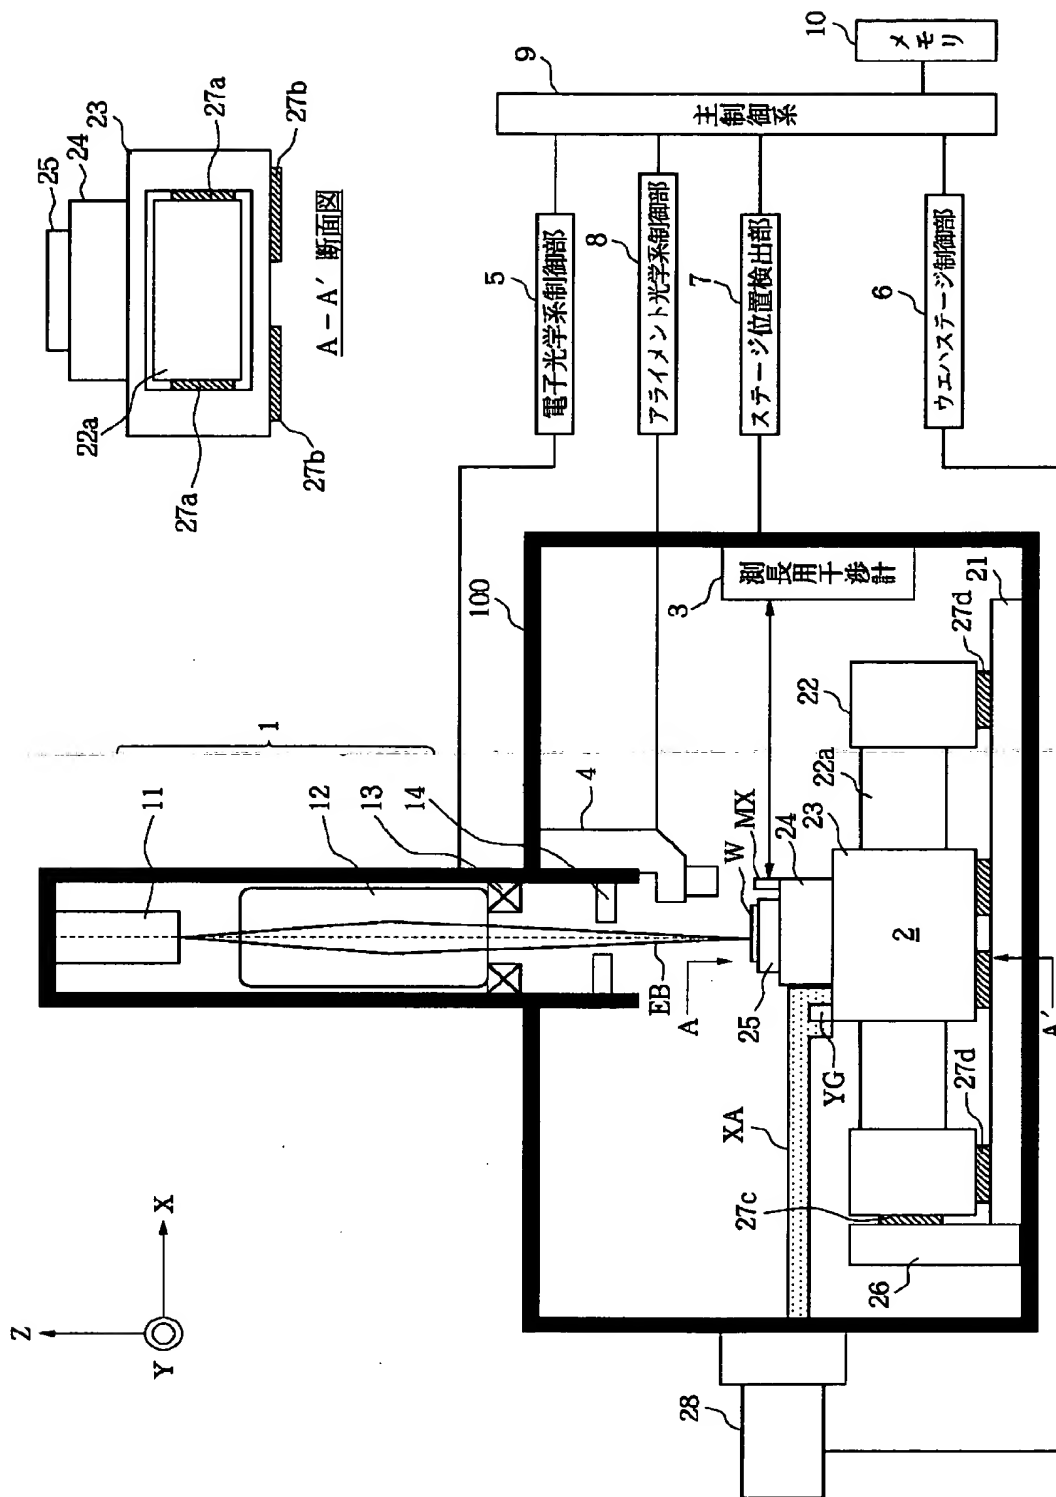 Z
X
Y
1
11
12
13
14
EB
A
100
4
W
MX
24
23
22a
22
25
2
YG
XA
27c
27d
27d
26
21
28
A′
3
測長用干渉計
5
電子光学系制御部
8
アライメント光学系制御部
7
ステージ位置検出部
6
ウエハステージ制御部
9
主制御系
10
メモリ
25
24
23
27a
27b
22a
27a
27b
A－A′ 断面図